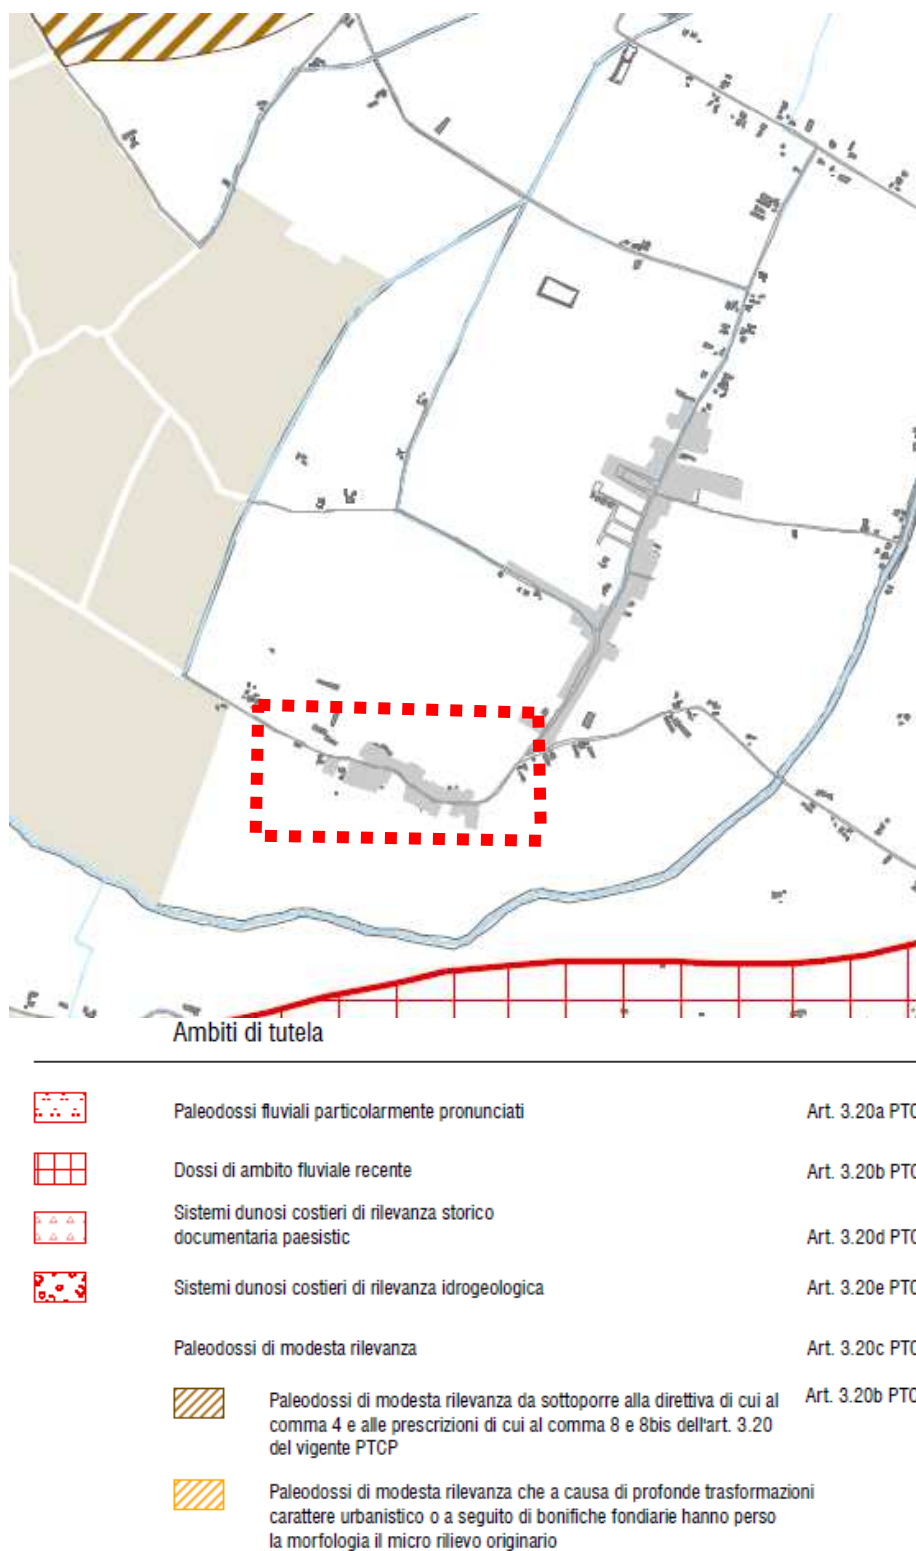 Ambiti di tutela
Paleodossi fluviali particolarmente pronunciati Art. 3.20a PTC
Dossi di ambito fluviale recente Art. 3.20b PTC
Sistemi dunosi costieri di rilevanza storico
documentaria paesistic Art. 3.20d PTC
Sistemi dunosi costieri di rilevanza idrogeologica Art. 3.20e PTC
Paleodossi di modesta rilevanza Art. 3.20c PTC
Paleodossi di modesta rilevanza da sottoporre alla direttiva di cui al Art. 3.20b PTC
comma 4 e alle prescrizioni di cui al comma 8 e 8bis dell'art. 3.20
del vigente PTCP
Paleodossi di modesta rilevanza che a causa di profonde trasformazioni
carattere urbanistico o a seguito di bonifiche fondiarie hanno perso
la morfologia il micro rilievo originario